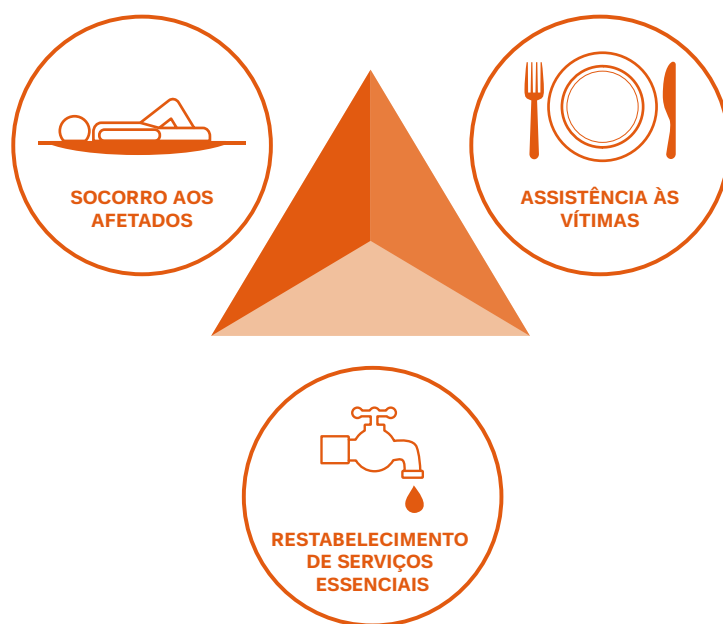 SOCORRO AOS
AFETADOS
ASSISTÊNCIA ÀS
VÍTIMAS
RESTABELECIMENTO
DE SERVIÇOS
ESSENCIAIS